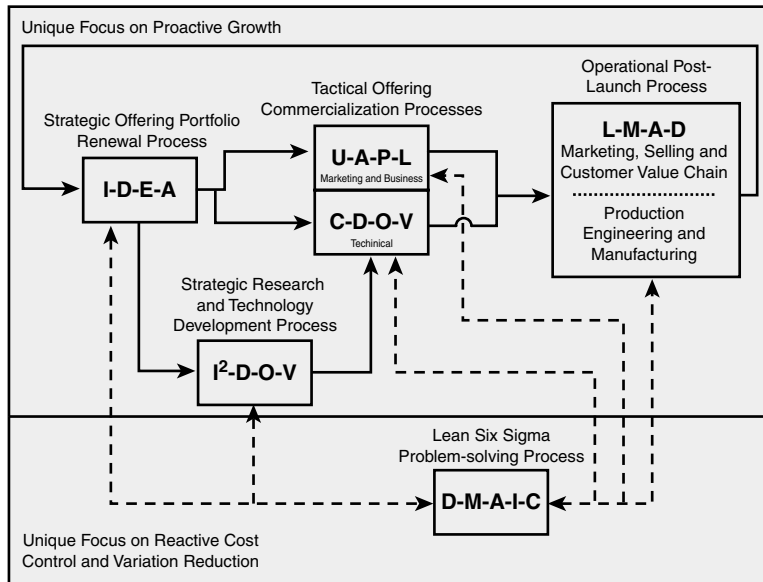 Unique Focus on Proactive Growth
Strategic Offering Portfolio
Renewal Process
I-D-E-A
Tactical Offering
Commercialization Processes
U-A-P-L
Marketing and Business
C-D-O-V
Techinical
Operational Post-
Launch Process
L-M-A-D
Marketing, Selling and
Customer Value Chain
Production
Engineering and
Manufacturing
Strategic Research
and Technology
Development Process
I²-D-O-V
Lean Six Sigma
Problem-solving Process
D-M-A-I-C
Unique Focus on Reactive Cost
Control and Variation Reduction